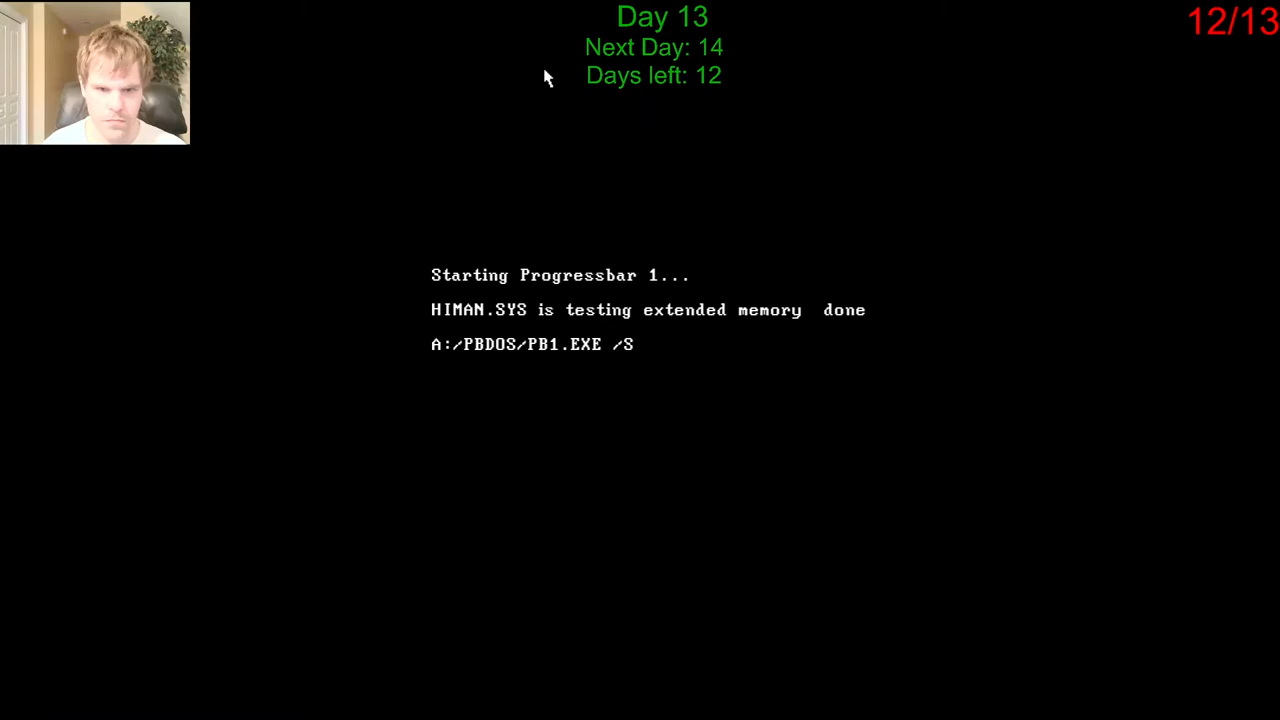 Day 13
Next Day: 14
Days left: 12
12/13
Starting Progressbar 1...
HIMAN.SYS is testing extended memory  done
A:/PBDOS/PB1.EXE /S